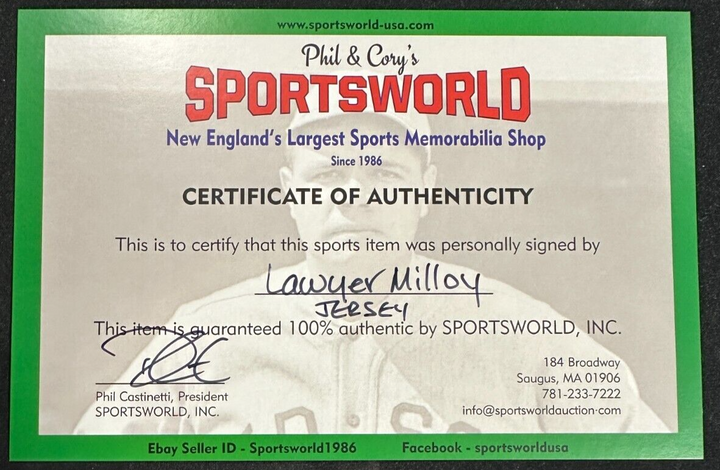 www.sportsworld-usa.com
Phil & Cory's
SPORTSWORLD
New England's Largest Sports Memorabilia Shop
Since 1986
CERTIFICATE OF AUTHENTICITY
This is to certify that this sports item was personally signed by
Lawyer Milloy
JERSEY
This item is guaranteed 100% authentic by SPORTSWORLD, INC.
Phil Castinetti, President
SPORTSWORLD, INC.
184 Broadway
Saugus, MA 01906
781-233-7222
info@sportsworldauction.com
Ebay Seller ID - Sportsworld1986 Facebook - sportsworldusa